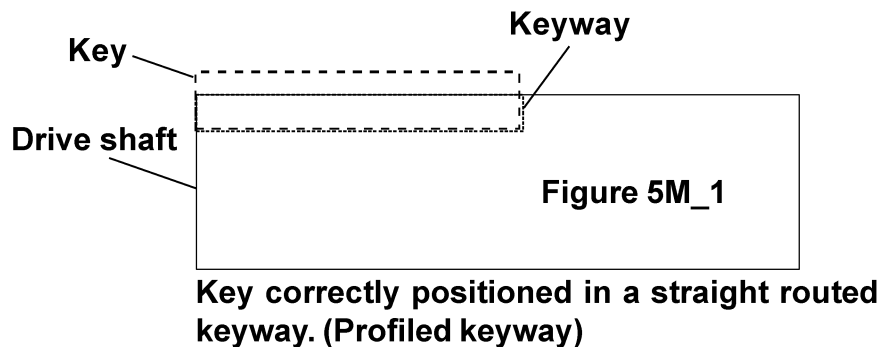 Keyway
Key
Drive shaft
Figure 5M_1
Key correctly positioned in a straight routed
keyway. (Profiled keyway)